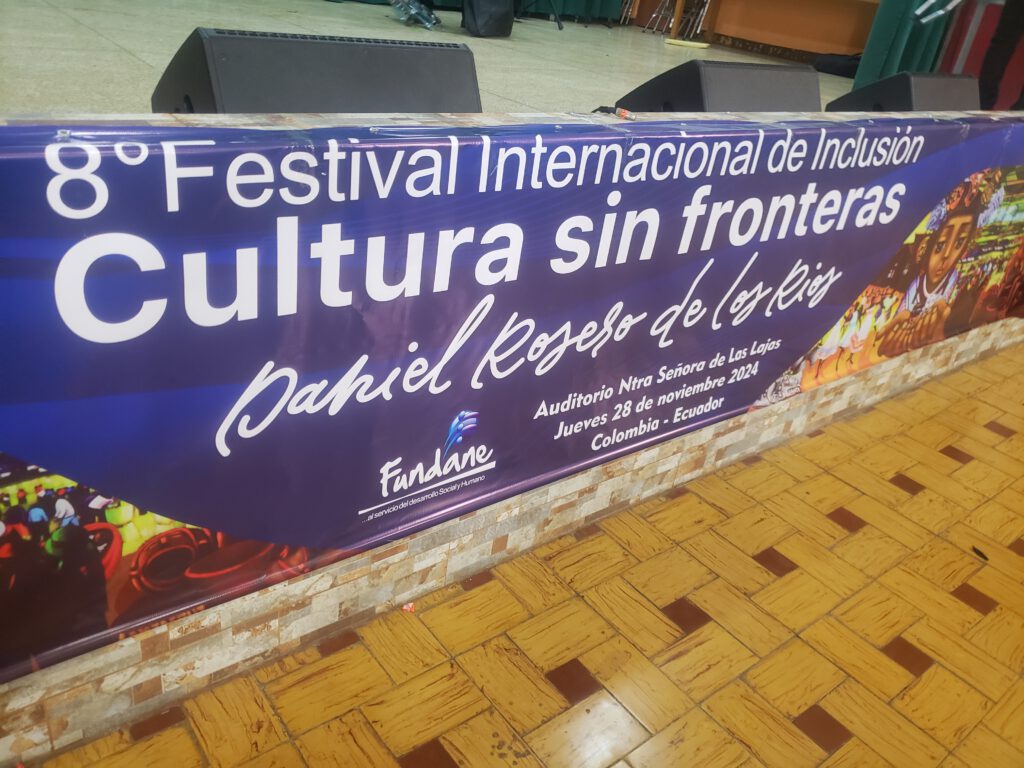 8° Festival Internacional de Inclusión
Cultura sin fronteras
Daniel Rosero de Los Rios
Auditorio Ntra Señora de Las Lajas
Jueves 28 de noviembre 2024
Colombia - Ecuador
Fundane
...al servicio del desarrollo Social y Humano